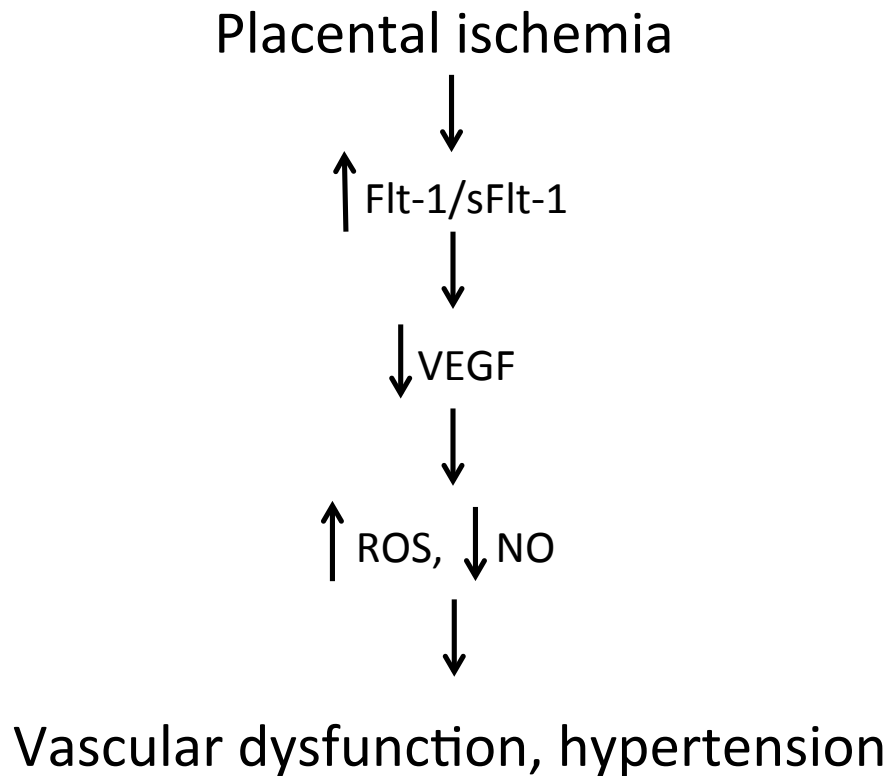 Placental ischemia
Flt-1/sFlt-1
VEGF
ROS, NO
Vascular dysfunction, hypertension